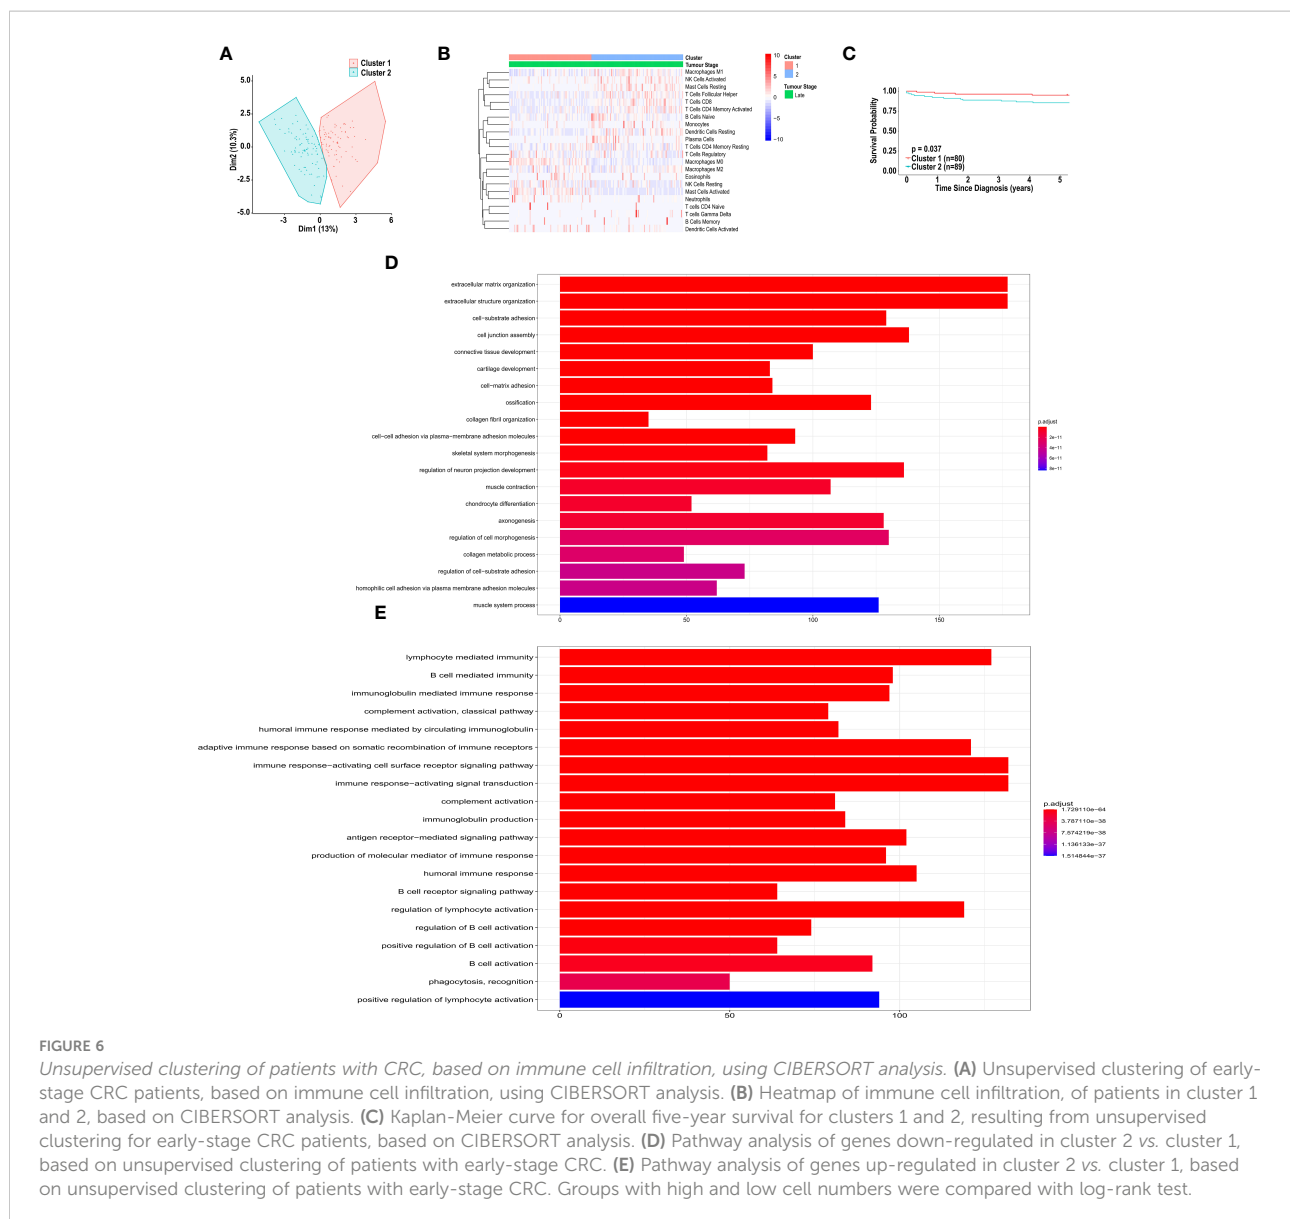 A
Cluster 1
Cluster 2
5.0
2.5
0.0
-2.5
-5.0
Dim2 (10.3%)
-3
0
3
6
Dim1 (13%)
B
Cluster
Tumour Stage
Macrophages M1
NK Cells Activated
Mast Cells Resting
T Cells Follicular Helper
T Cells CD8
T Cells CD4 Memory Activated
B Cells Naive
Monocytes
Dendritic Cells Resting
Plasma Cells
T Cells CD4 Memory Resting
T Cells Regulatory
Macrophages M0
Macrophages M2
Eosinophils
NK Cells Resting
Mast Cells Activated
Neutrophils
T cells CD4 Naive
T cells Gamma Delta
B Cells Memory
Dendritic Cells Activated
10
5
0
−5
−10
Cluster
1
2
Tumour Stage
Late
C
Survival Probability
1.00
0.75
0.50
0.25
0.00
p = 0.037
Cluster 1 (n=80)
Cluster 2 (n=89)
0
1
2
3
4
5
Time Since Diagnosis (years)
D
extracellular matrix organization
extracellular structure organization
cell−substrate adhesion
cell junction assembly
connective tissue development
cartilage development
cell−matrix adhesion
ossification
collagen fibril organization
cell−cell adhesion via plasma−membrane adhesion molecules
skeletal system morphogenesis
regulation of neuron projection development
muscle contraction
chondrocyte differentiation
axonogenesis
regulation of cell morphogenesis
collagen metabolic process
regulation of cell−substrate adhesion
homophilic cell adhesion via plasma membrane adhesion molecules
muscle system process
0
50
100
150
p.adjust
2e−11
4e−11
6e−11
8e−11
E
lymphocyte mediated immunity
B cell mediated immunity
immunoglobulin mediated immune response
complement activation, classical pathway
humoral immune response mediated by circulating immunoglobulin
adaptive immune response based on somatic recombination of immune receptors
immune response−activating cell surface receptor signaling pathway
immune response−activating signal transduction
complement activation
immunoglobulin production
antigen receptor−mediated signaling pathway
production of molecular mediator of immune response
humoral immune response
B cell receptor signaling pathway
regulation of lymphocyte activation
regulation of B cell activation
positive regulation of B cell activation
B cell activation
phagocytosis, recognition
positive regulation of lymphocyte activation
0
50
100
p.adjust
1.729110e−64
3.787110e−38
7.574219e−38
1.136133e−37
1.514844e−37
FIGURE 6
Unsupervised clustering of patients with CRC, based on immune cell infiltration, using CIBERSORT analysis. (A) Unsupervised clustering of early-
stage CRC patients, based on immune cell infiltration, using CIBERSORT analysis. (B) Heatmap of immune cell infiltration, of patients in cluster 1
and 2, based on CIBERSORT analysis. (C) Kaplan-Meier curve for overall five-year survival for clusters 1 and 2, resulting from unsupervised
clustering for early-stage CRC patients, based on CIBERSORT analysis. (D) Pathway analysis of genes down-regulated in cluster 2 vs. cluster 1,
based on unsupervised clustering of patients with early-stage CRC. (E) Pathway analysis of genes up-regulated in cluster 2 vs. cluster 1, based
on unsupervised clustering of patients with early-stage CRC. Groups with high and low cell numbers were compared with log-rank test.